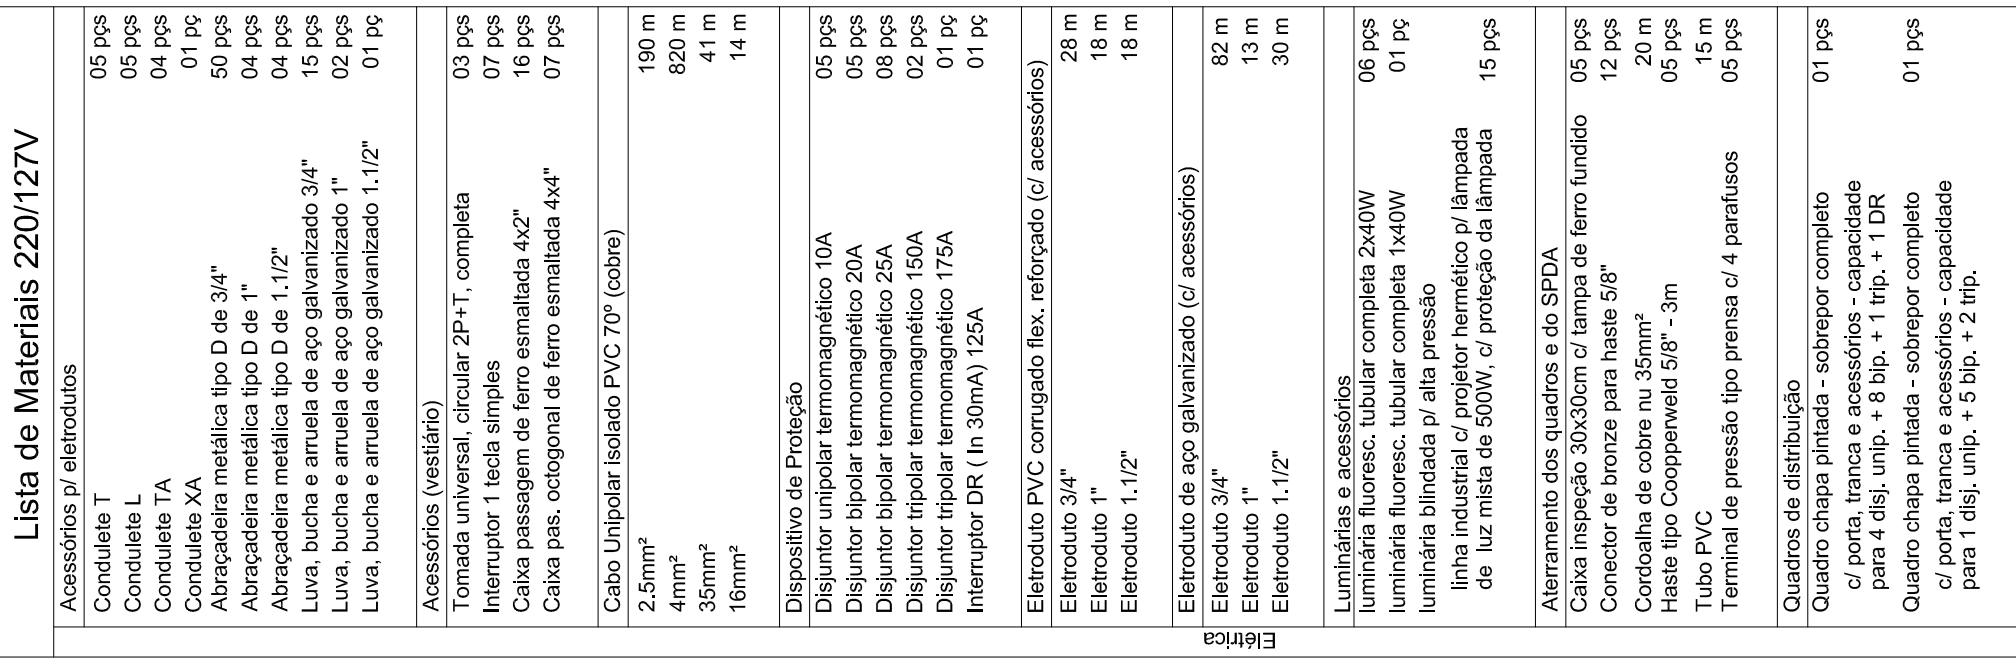 Lista de Materiais 220/127V
Elétrica
Acessórios p/ eletrodutos
Condulete T 05 pçs
Condulete L 05 pçs
Condulete TA 04 pçs
Condulete XA 01 pç
Abraçadeira metálica tipo D de 3/4" 50 pçs
Abraçadeira metálica tipo D de 1" 04 pçs
Abraçadeira metálica tipo D de 1.1/2" 04 pçs
Luva, bucha e arruela de aço galvanizado 3/4" 15 pçs
Luva, bucha e arruela de aço galvanizado 1" 02 pçs
Luva, bucha e arruela de aço galvanizado 1.1/2" 01 pç
Acessórios (vestiário)
Tomada universal, circular 2P+T, completa 03 pçs
Interruptor 1 tecla simples 07 pçs
Caixa passagem de ferro esmaltada 4x2" 16 pçs
Caixa pas. octogonal de ferro esmaltada 4x4" 07 pçs
Cabo Unipolar isolado PVC 70º (cobre)
2.5mm² 190 m
4mm² 820 m
35mm² 41 m
16mm² 14 m
Dispositivo de Proteção
Disjuntor unipolar termomagnético 10A 05 pçs
Disjuntor bipolar termomagnético 20A 05 pçs
Disjuntor bipolar termomagnético 25A 08 pçs
Disjuntor tripolar termomagnético 150A 02 pçs
Disjuntor tripolar termomagnético 175A 01 pç
Interruptor DR ( In 30mA) 125A 01 pç
Eletroduto PVC corrugado flex. reforçado (c/ acessórios)
Eletroduto 3/4" 28 m
Eletroduto 1" 18 m
Eletroduto 1.1/2" 18 m
Eletroduto de aço galvanizado (c/ acessórios)
Eletroduto 3/4" 82 m
Eletroduto 1" 13 m
Eletroduto 1.1/2" 30 m
Luminárias e acessórios
luminária fluoresc. tubular completa 2x40W 06 pçs
luminária fluoresc. tubular completa 1x40W 01 pç
luminária blindada p/ alta pressão
linha industrial c/ projetor hermético p/ lâmpada
de luz mista de 500W, c/ proteção da lâmpada 15 pçs
Aterramento dos quadros e do SPDA
Caixa inspeção 30x30cm c/ tampa de ferro fundido 05 pçs
Conector de bronze para haste 5/8" 12 pçs
Cordoalha de cobre nu 35mm² 20 m
Haste tipo Coopperweld 5/8" - 3m 05 pçs
Tubo PVC 15 m
Terminal de pressão tipo prensa c/ 4 parafusos 05 pçs
Quadros de distribuição
Quadro chapa pintada - sobrepor completo 01 pçs
c/ porta, tranca e acessórios - capacidade
para 4 disj. unip. + 8 bip. + 1 trip. + 1 DR
Quadro chapa pintada - sobrepor completo 01 pçs
c/ porta, tranca e acessórios - capacidade
para 1 disj. unip. + 5 bip. + 2 trip.